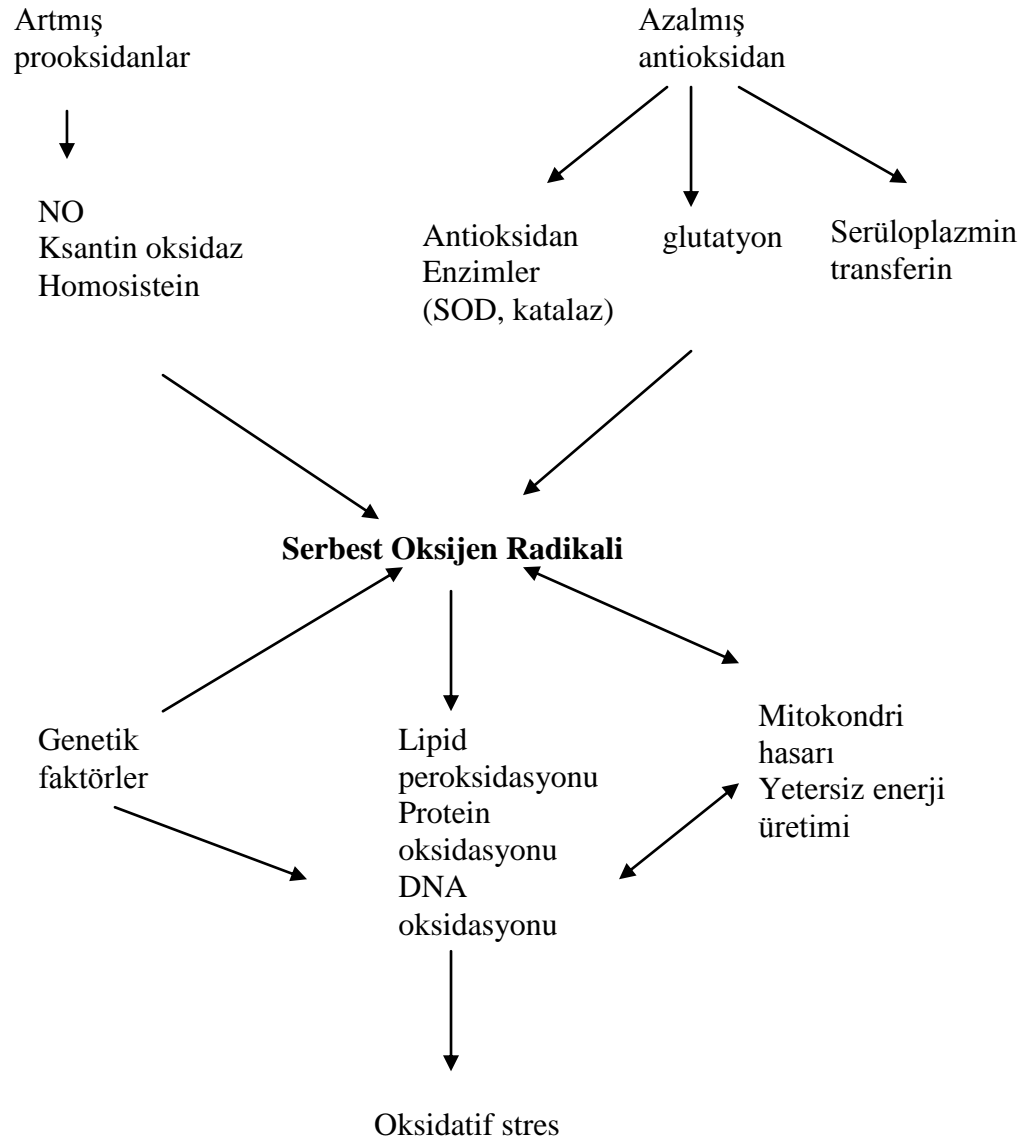 Artmış
prooksidanlar
Azalmış
antioksidan
NO
Ksantin oksidaz
Homosistein
Antioksidan
Enzimler
(SOD, katalaz)
glutatyon
Serüloplazmin
transferin
Serbest Oksijen Radikali
Genetik
faktörler
Lipid
peroksidasyonu
Protein
oksidasyonu
DNA
oksidasyonu
Mitokondri
hasarı
Yetersiz enerji
üretimi
Oksidatif stres